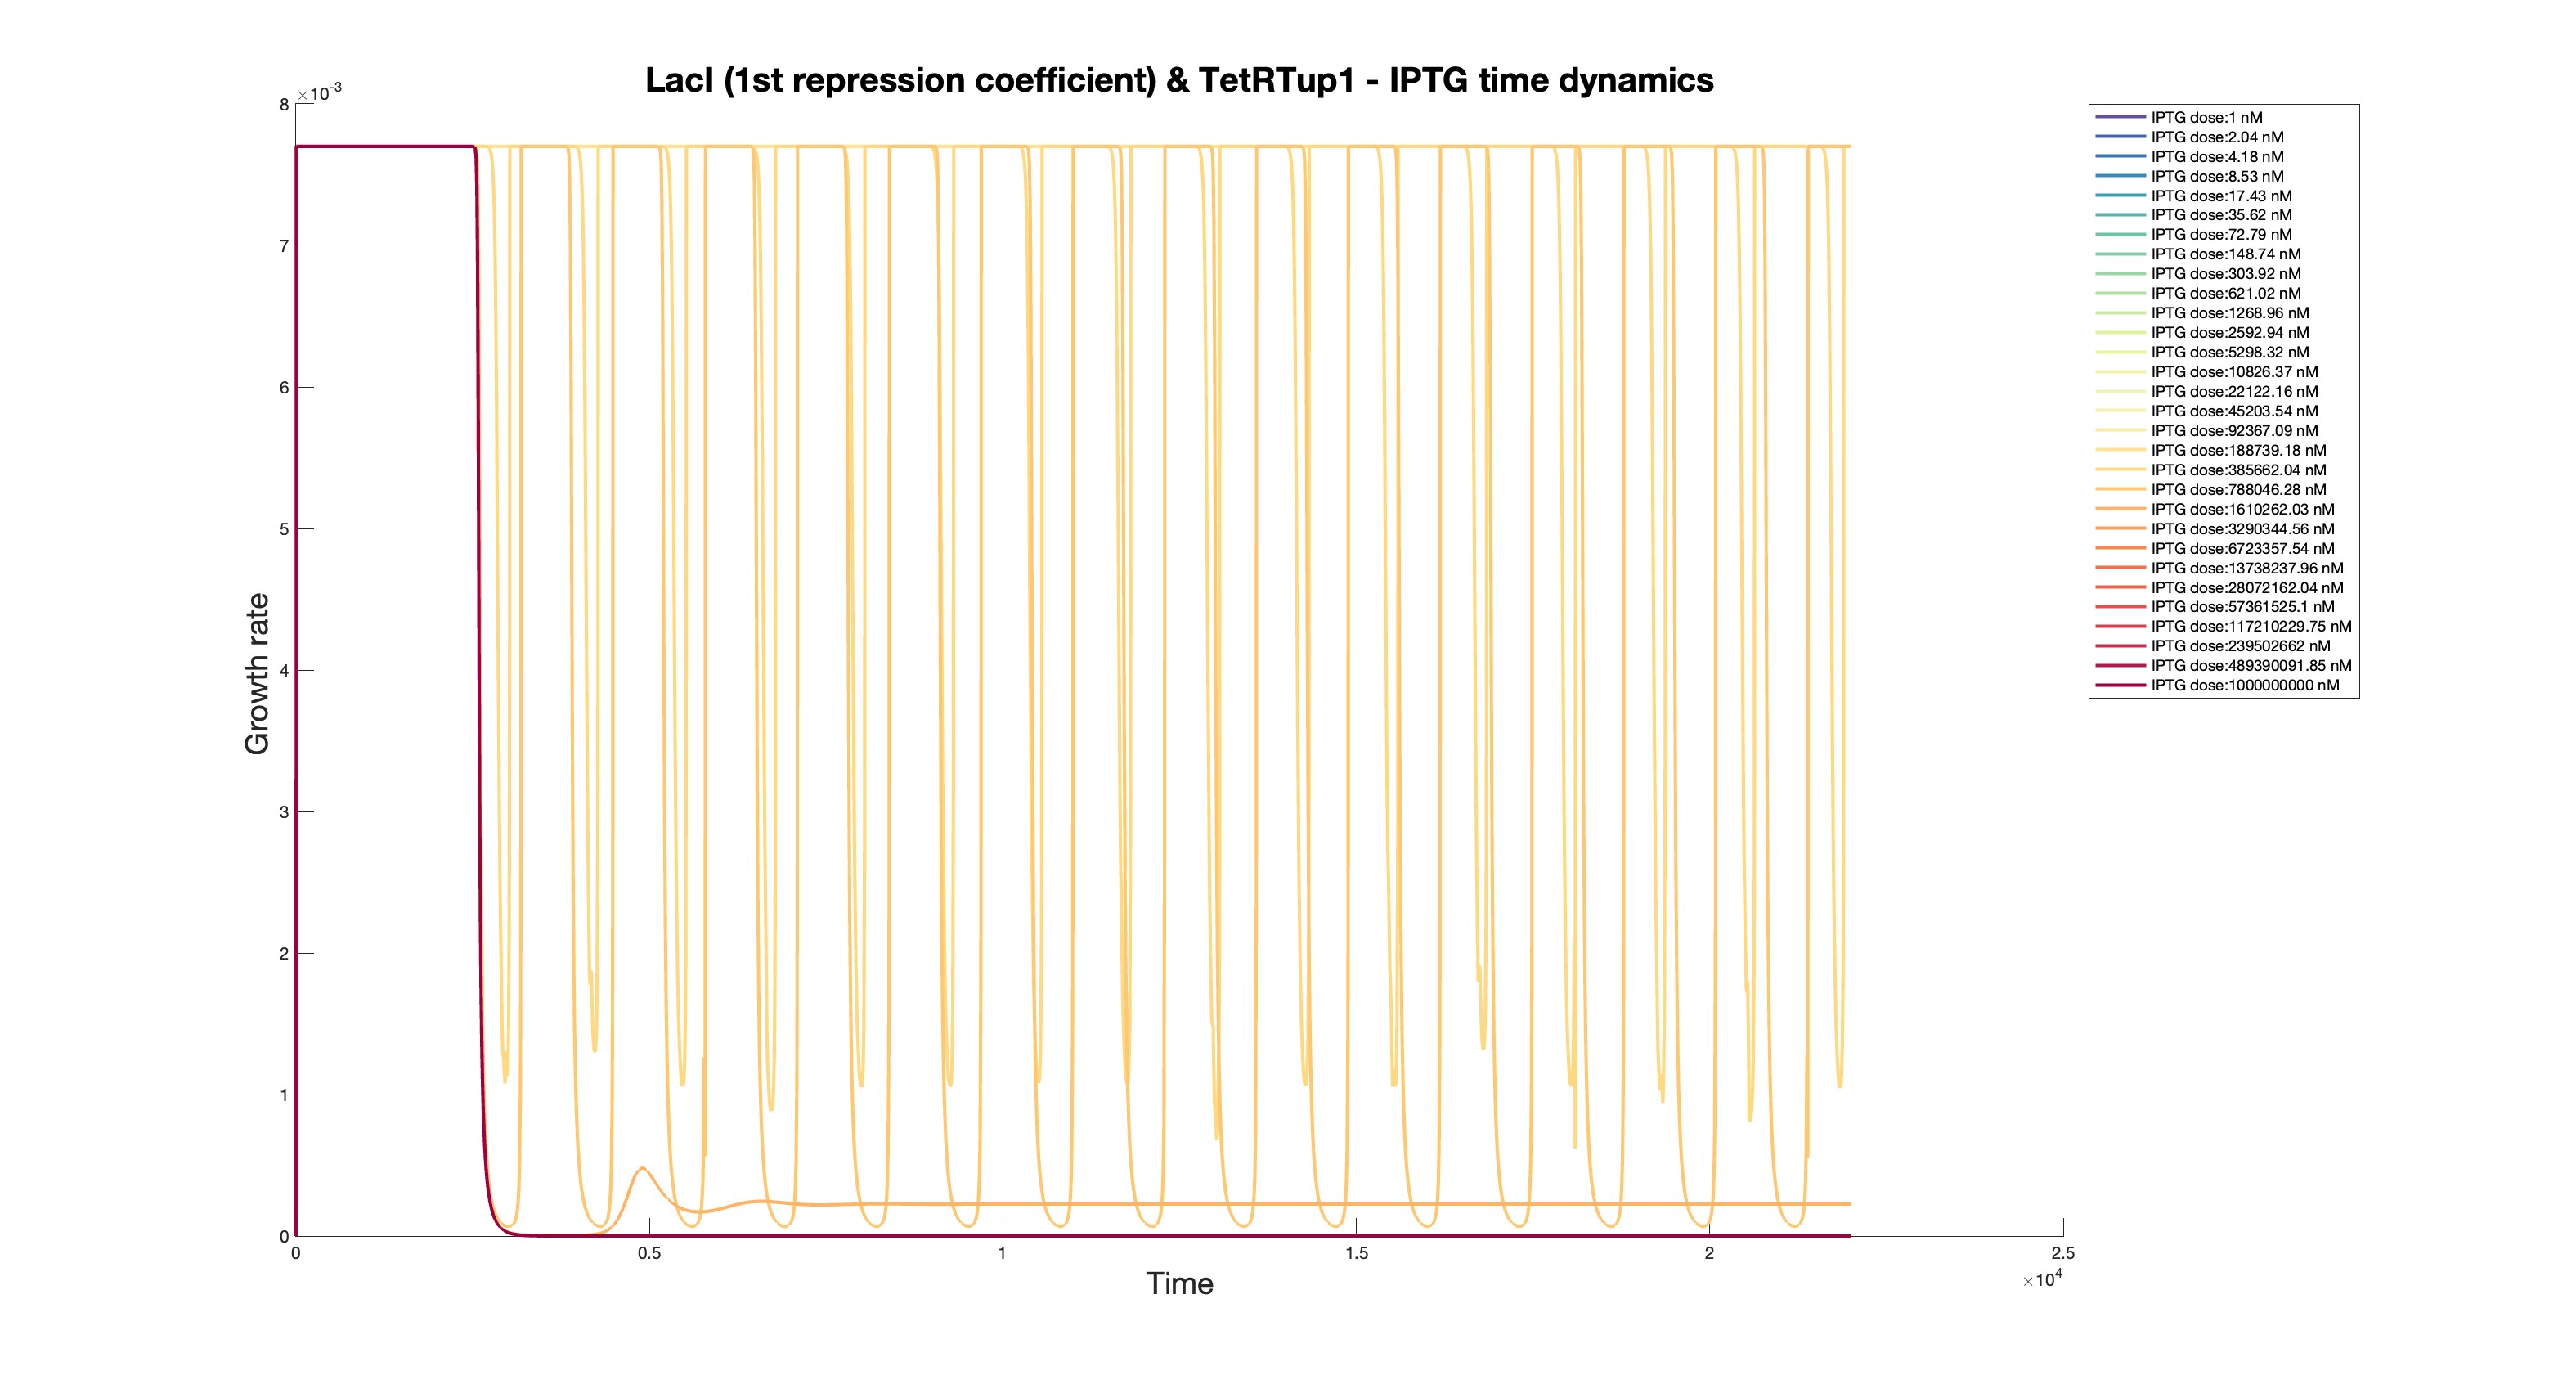 LacI (1st repression coefficient) & TetRTup1 - IPTG time dynamics
×10-3
8
7
6
5
4
3
2
1
0
Growth rate
0 0.5 1 1.5 2 2.5
×104
Time
IPTG dose:1 nM
IPTG dose:2.04 nM
IPTG dose:4.18 nM
IPTG dose:8.53 nM
IPTG dose:17.43 nM
IPTG dose:35.62 nM
IPTG dose:72.79 nM
IPTG dose:148.74 nM
IPTG dose:303.92 nM
IPTG dose:621.02 nM
IPTG dose:1268.96 nM
IPTG dose:2592.94 nM
IPTG dose:5298.32 nM
IPTG dose:10826.37 nM
IPTG dose:22122.16 nM
IPTG dose:45203.54 nM
IPTG dose:92367.09 nM
IPTG dose:188739.18 nM
IPTG dose:385662.04 nM
IPTG dose:788046.28 nM
IPTG dose:1610262.03 nM
IPTG dose:3290344.56 nM
IPTG dose:6723357.54 nM
IPTG dose:13738237.96 nM
IPTG dose:28072162.04 nM
IPTG dose:57361525.1 nM
IPTG dose:117210229.75 nM
IPTG dose:239502662 nM
IPTG dose:489390091.85 nM
IPTG dose:1000000000 nM